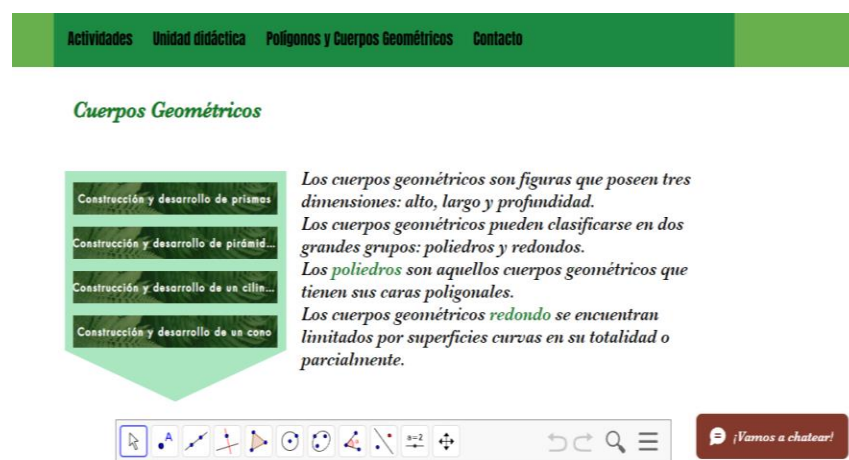 Actividades Unidad didáctica Polígonos y Cuerpos Geométricos Contacto
Cuerpos Geométricos
Construcción y desarrollo de prismas
Construcción y desarrollo de pirámid...
Construcción y desarrollo de un cilin...
Construcción y desarrollo de un cono
Los cuerpos geométricos son figuras que poseen tres
dimensiones: alto, largo y profundidad.
Los cuerpos geométricos pueden clasificarse en dos
grandes grupos: poliedros y redondos.
Los poliedros son aquellos cuerpos geométricos que
tienen sus caras poligonales.
Los cuerpos geométricos redondo se encuentran
limitados por superficies curvas en su totalidad o
parcialmente.
A
a=2
¡Vamos a chatear!